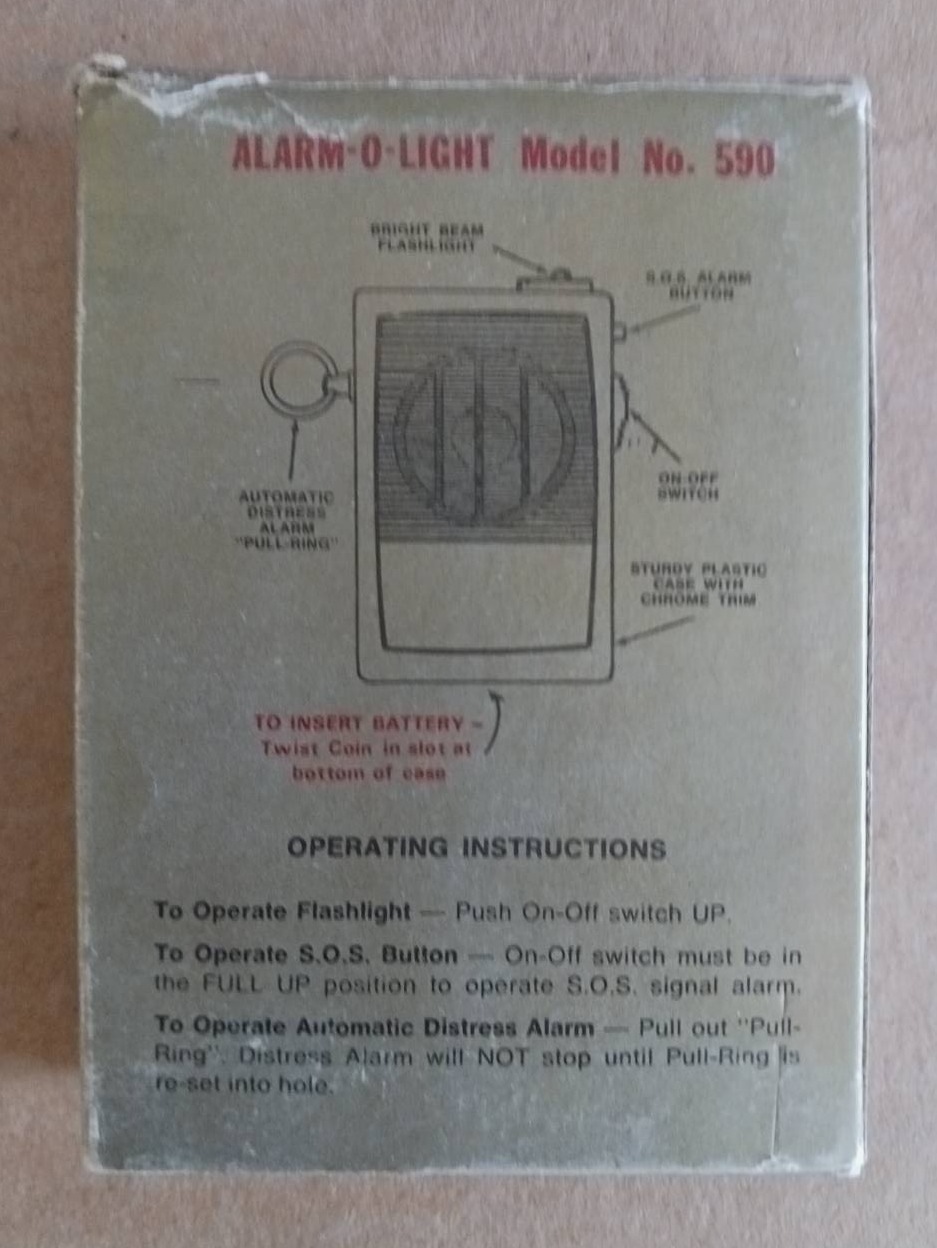 ALARM-O-LIGHT Model No. 590
BRIGHT BEAM
FLASHLIGHT
S.O.S. ALARM
BUTTON
AUTOMATIC
DISTRESS
ALARM
"PULL-RING"
ON-OFF
SWITCH
STURDY PLASTIC
CASE WITH
CHROME TRIM
TO INSERT BATTERY –
Twist Coin in slot at
bottom of case
OPERATING INSTRUCTIONS
To Operate Flashlight — Push On-Off switch UP.
To Operate S.O.S. Button — On-Off switch must be in
the FULL UP position to operate S.O.S. signal alarm.
To Operate Automatic Distress Alarm — Pull out "Pull-
Ring". Distress Alarm will NOT stop until Pull-Ring is
re-set into hole.